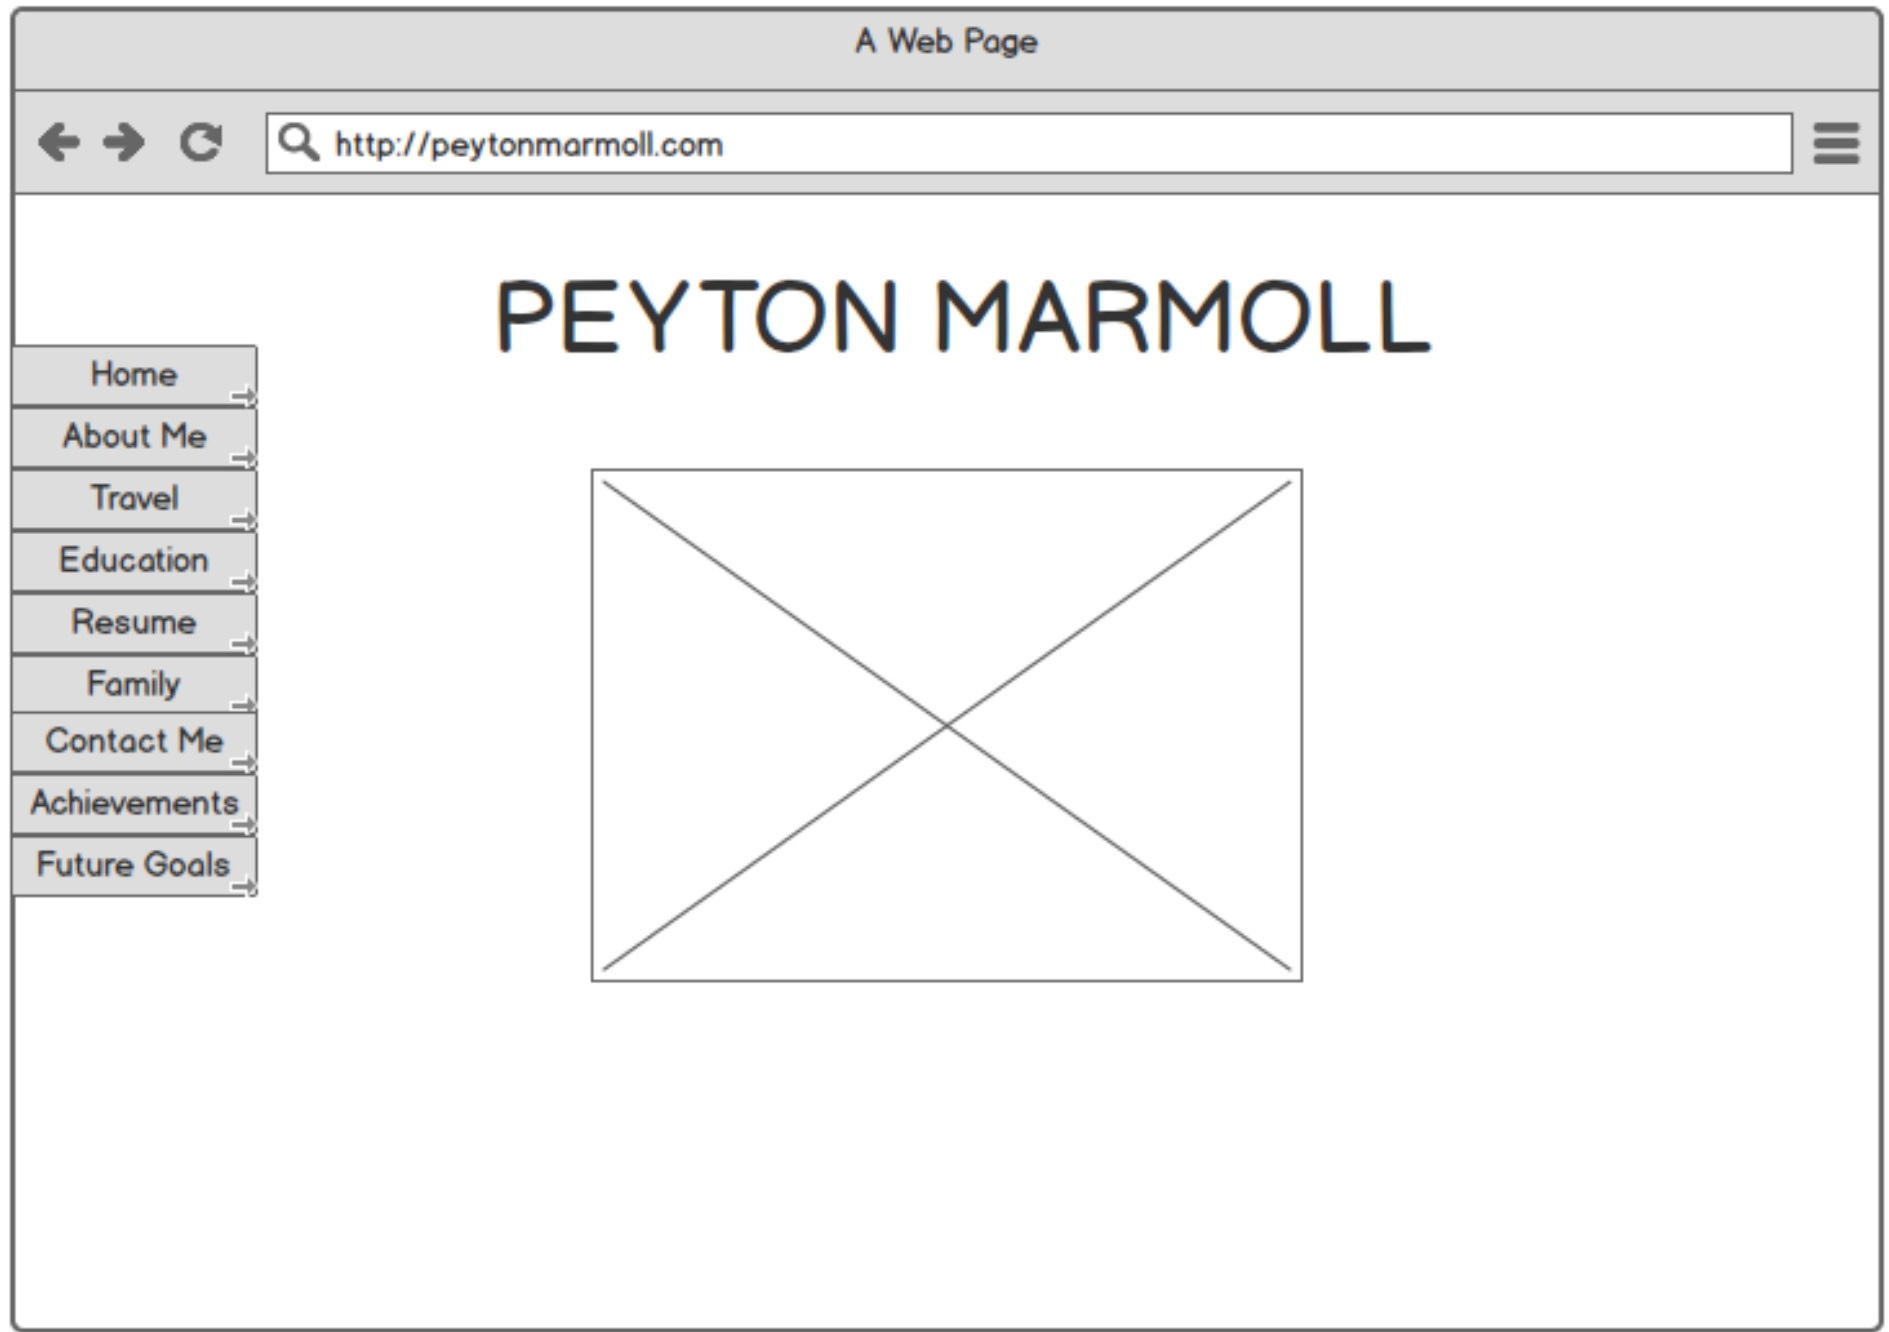 A Web Page
http://peytonmarmoll.com
PEYTON MARMOLL
Home
About Me
Travel
Education
Resume
Family
Contact Me
Achievements
Future Goals